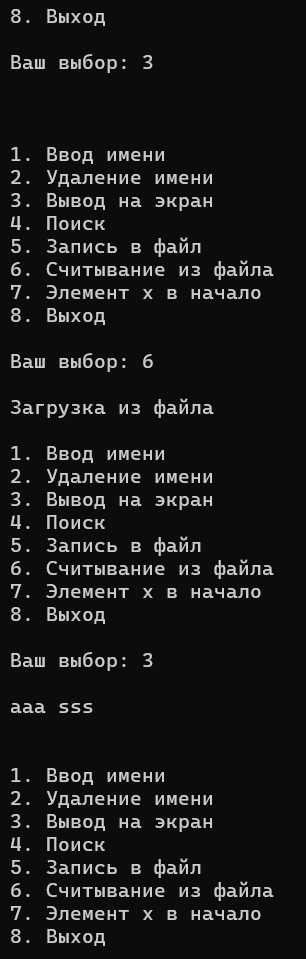 8. Выход
Ваш выбор: 3
1. Ввод имени
2. Удаление имени
3. Вывод на экран
4. Поиск
5. Запись в файл
6. Считывание из файла
7. Элемент x в начало
8. Выход
Ваш выбор: 6
Загрузка из файла
1. Ввод имени
2. Удаление имени
3. Вывод на экран
4. Поиск
5. Запись в файл
6. Считывание из файла
7. Элемент x в начало
8. Выход
Ваш выбор: 3
aaa sss
1. Ввод имени
2. Удаление имени
3. Вывод на экран
4. Поиск
5. Запись в файл
6. Считывание из файла
7. Элемент x в начало
8. Выход